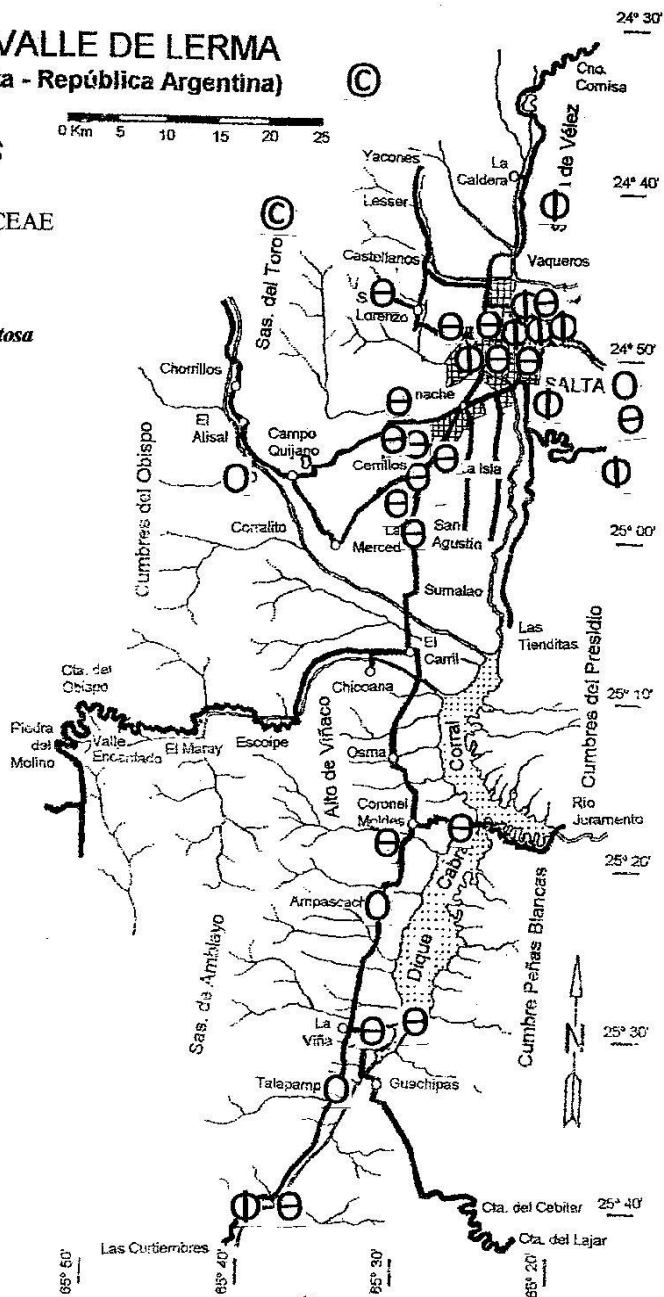 VALLE DE LERMA
a - República Argentina)
0 Km 5 10 15 20 25
CEAE
tosa
©
©
24° 30'
24° 40'
24° 50'
25° 00'
25° 10'
25° 20'
25° 30'
25° 40'
Cno.
Cornisa
de Vélez
Yacones
La
Caldera
Lesser
Castellanos
Vaqueros
Sas. del Toro
S.
Lorenzo
SALTA
Chorrillos
nache
El
Alisal
Campo
Quijano
Cerrillos
La Isla
Cumbres del Obispo
Corralito
La
Merced
San
Agustín
Sumalao
Las
Tienditas
El
Carril
Cumbres del Presidio
Cta. del
Obispo
Chicoana
Piedra
del
Molino
Valle
Encantado
El Maray
Escoipe
Alto de Viñaco
Osma
Corral
Coronel
Moldes
Río
Juramento
Cabra
Ampascach
Dique
Cumbre Peñas Blancas
Sas. de Amblayo
La
Viña
N
Talapamp
Guachipas
Cta. del Cebilar
Cta. del Lajar
Las Curtiembres
65° 50'
65° 40'
65° 30'
65° 20'